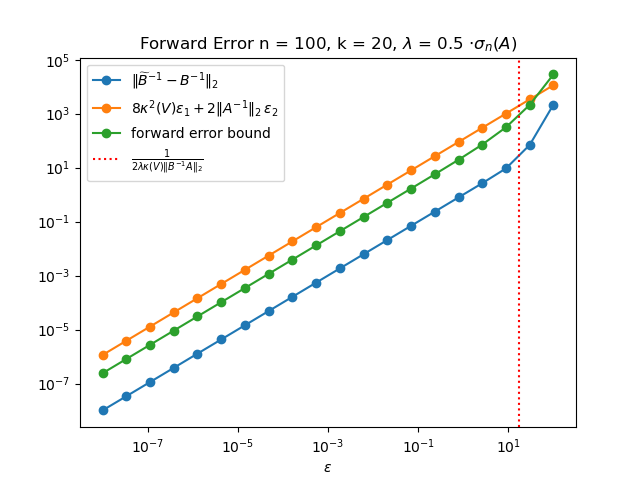 Forward Error n = 100, k = 20, λ = 0.5 ·σₙ(A)
‖B̃⁻¹ − B⁻¹‖₂
8κ²(V)ε₁ + 2‖A⁻¹‖₂ ε₂
forward error bound
1 / 2λκ(V)‖B⁻¹A‖₂
10⁵
10³
10¹
10⁻¹
10⁻³
10⁻⁵
10⁻⁷
10⁻⁷ 10⁻⁵ 10⁻³ 10⁻¹ 10¹
ε